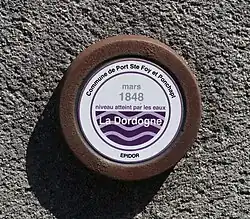 Commune de Port Ste Foy et Ponchapt
mars
1848
niveau atteint par les eaux
La Dordogne
EPIDOR